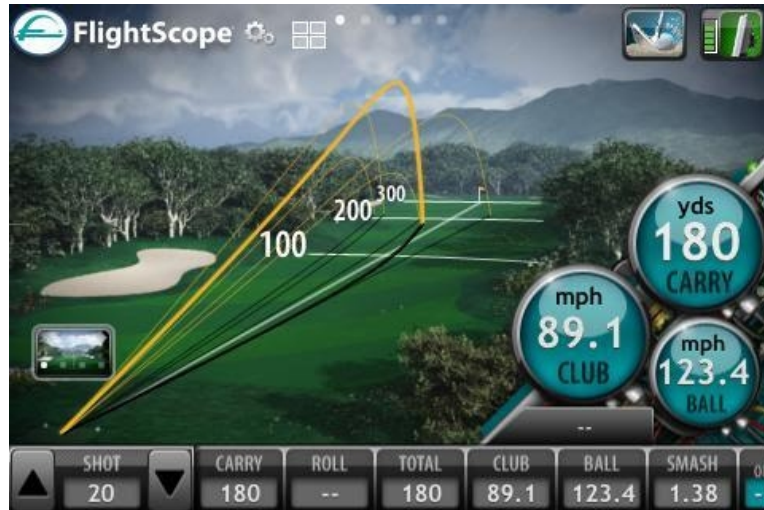 FlightScope
300
200
100
yds
180
CARRY
mph
89.1
CLUB
mph
123.4
BALL
--
SHOT
20
CARRY
180
ROLL
--
TOTAL
180
CLUB
89.1
BALL
123.4
SMASH
1.38